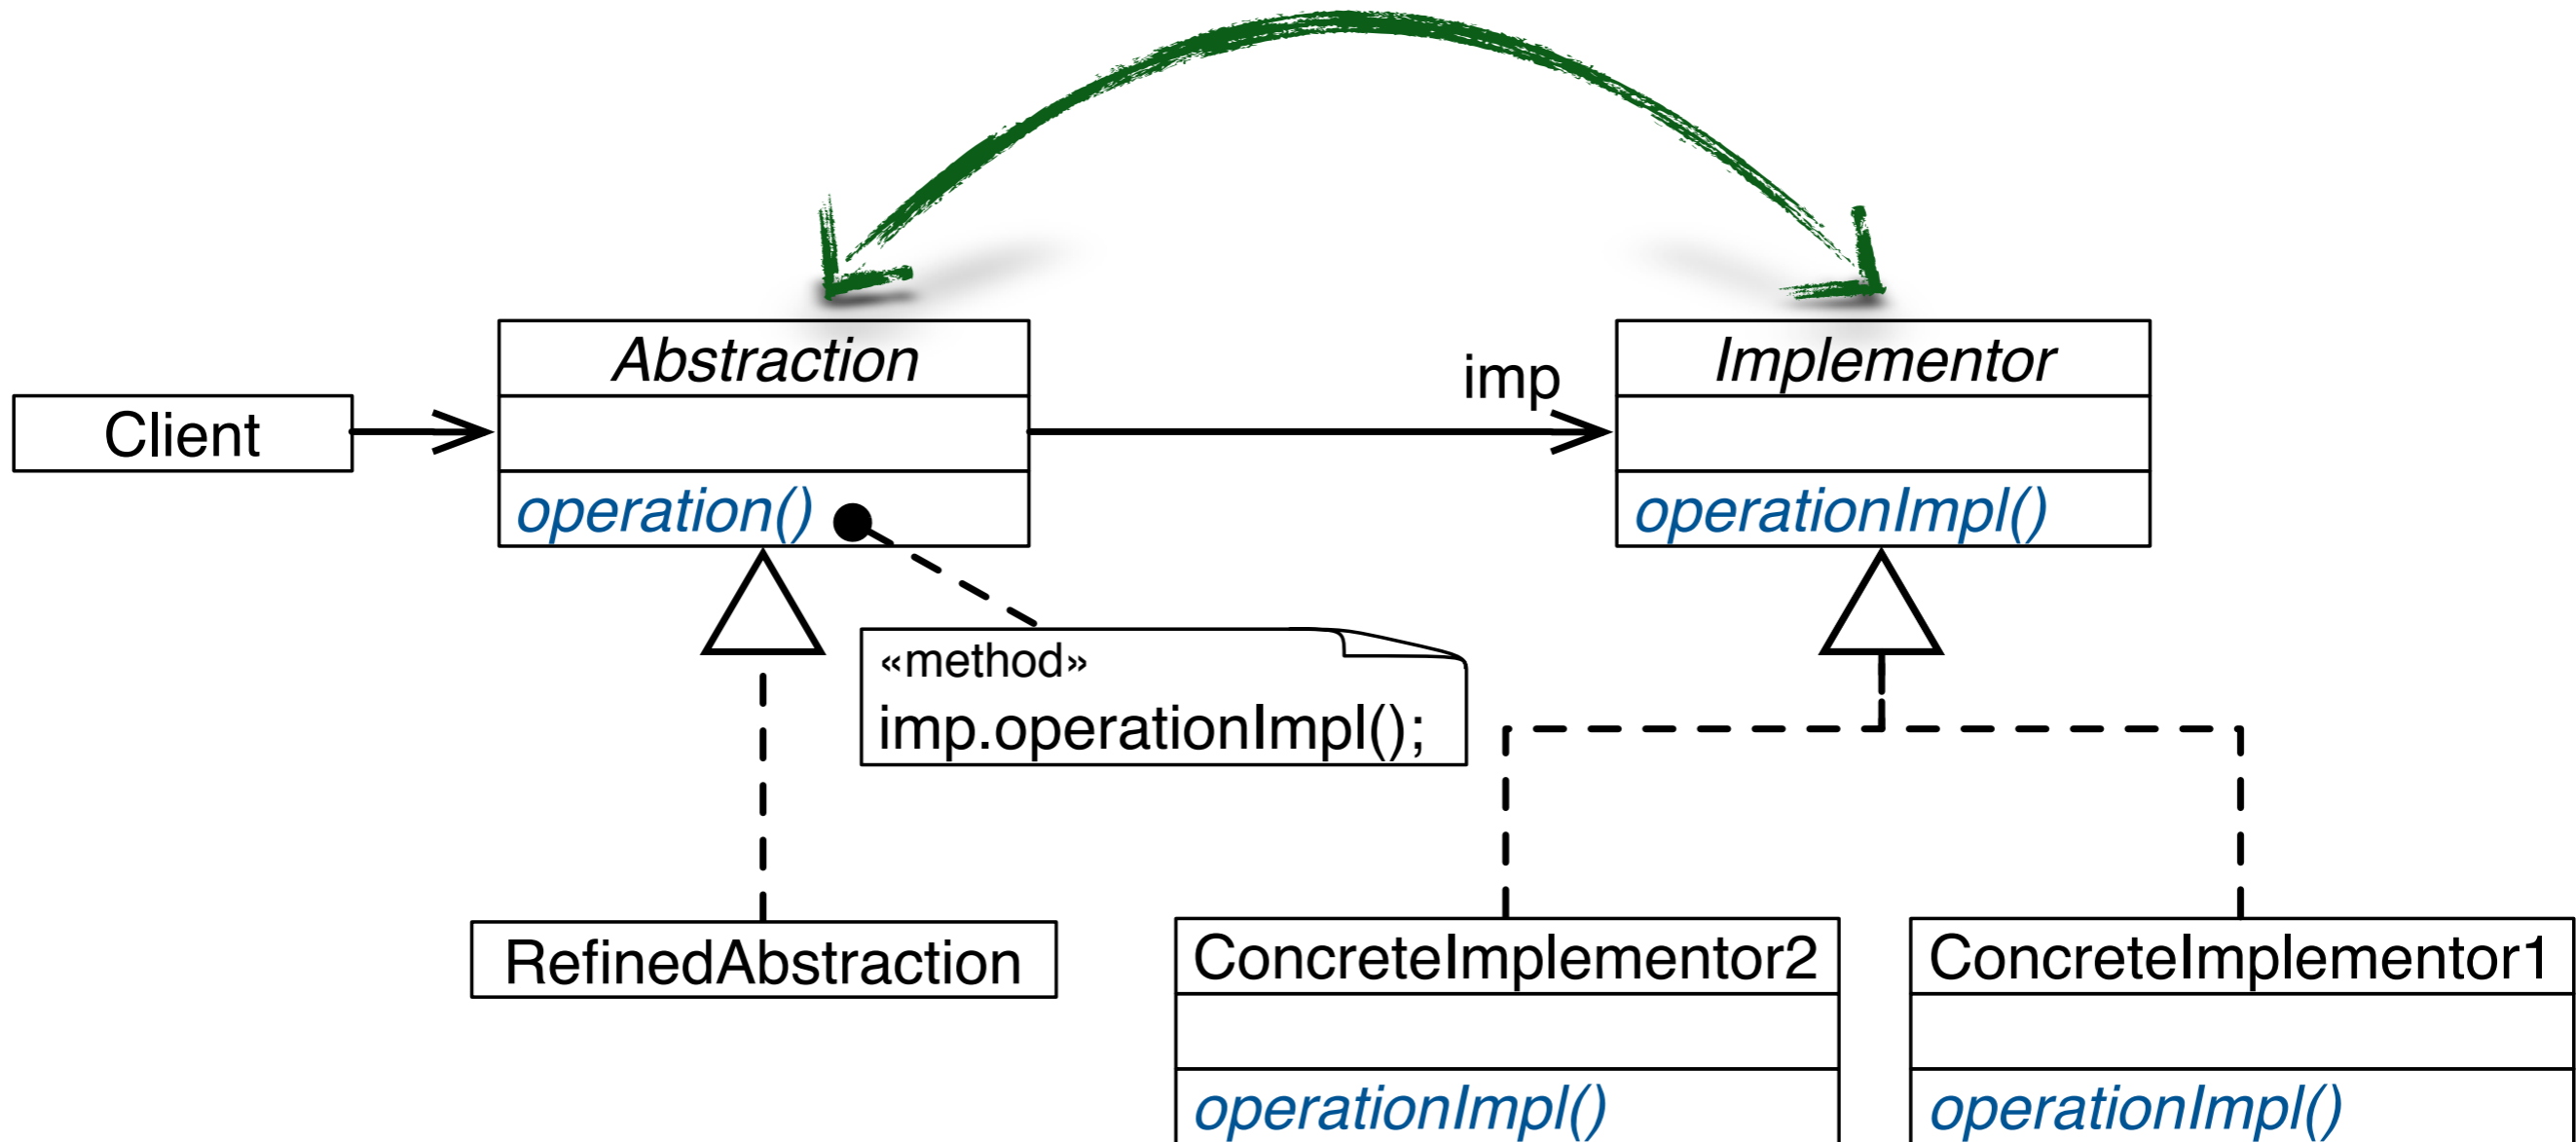 Abstraction
imp
Implementor
Client
operation()
operationImpl()
«method»
imp.operationImpl();
RefinedAbstraction
ConcreteImplementor2
ConcreteImplementor1
operationImpl()
operationImpl()